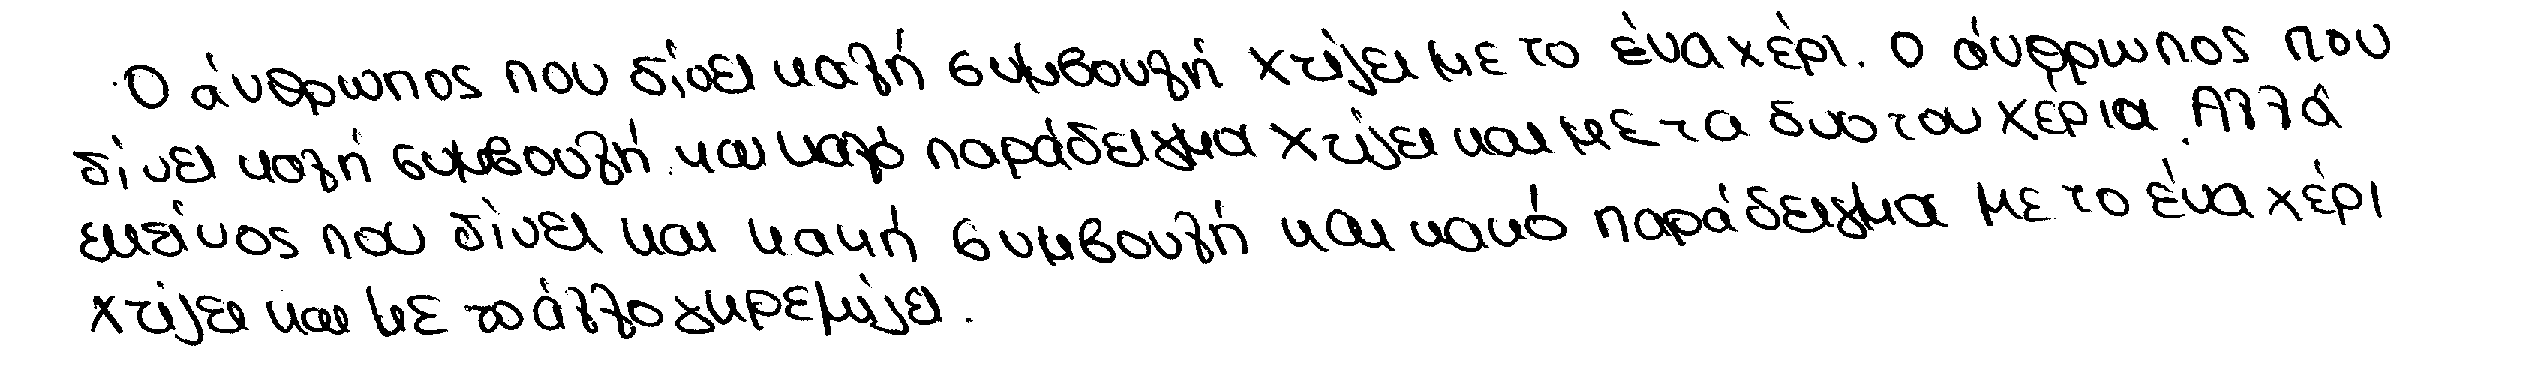 Ο άνθρωπος που δίνει καλή συμβουλή χτίζει με το ένα χέρι. Ο άνθρωπος που
δίνει καλή συμβουλή και καλό παράδειγμα χτίζει και με τα δυο του χέρια. Αλλά
εκείνος που δίνει και κακή συμβουλή και κακό παράδειγμα με το ένα χέρι
χτίζει και με το άλλο γκρεμίζει.